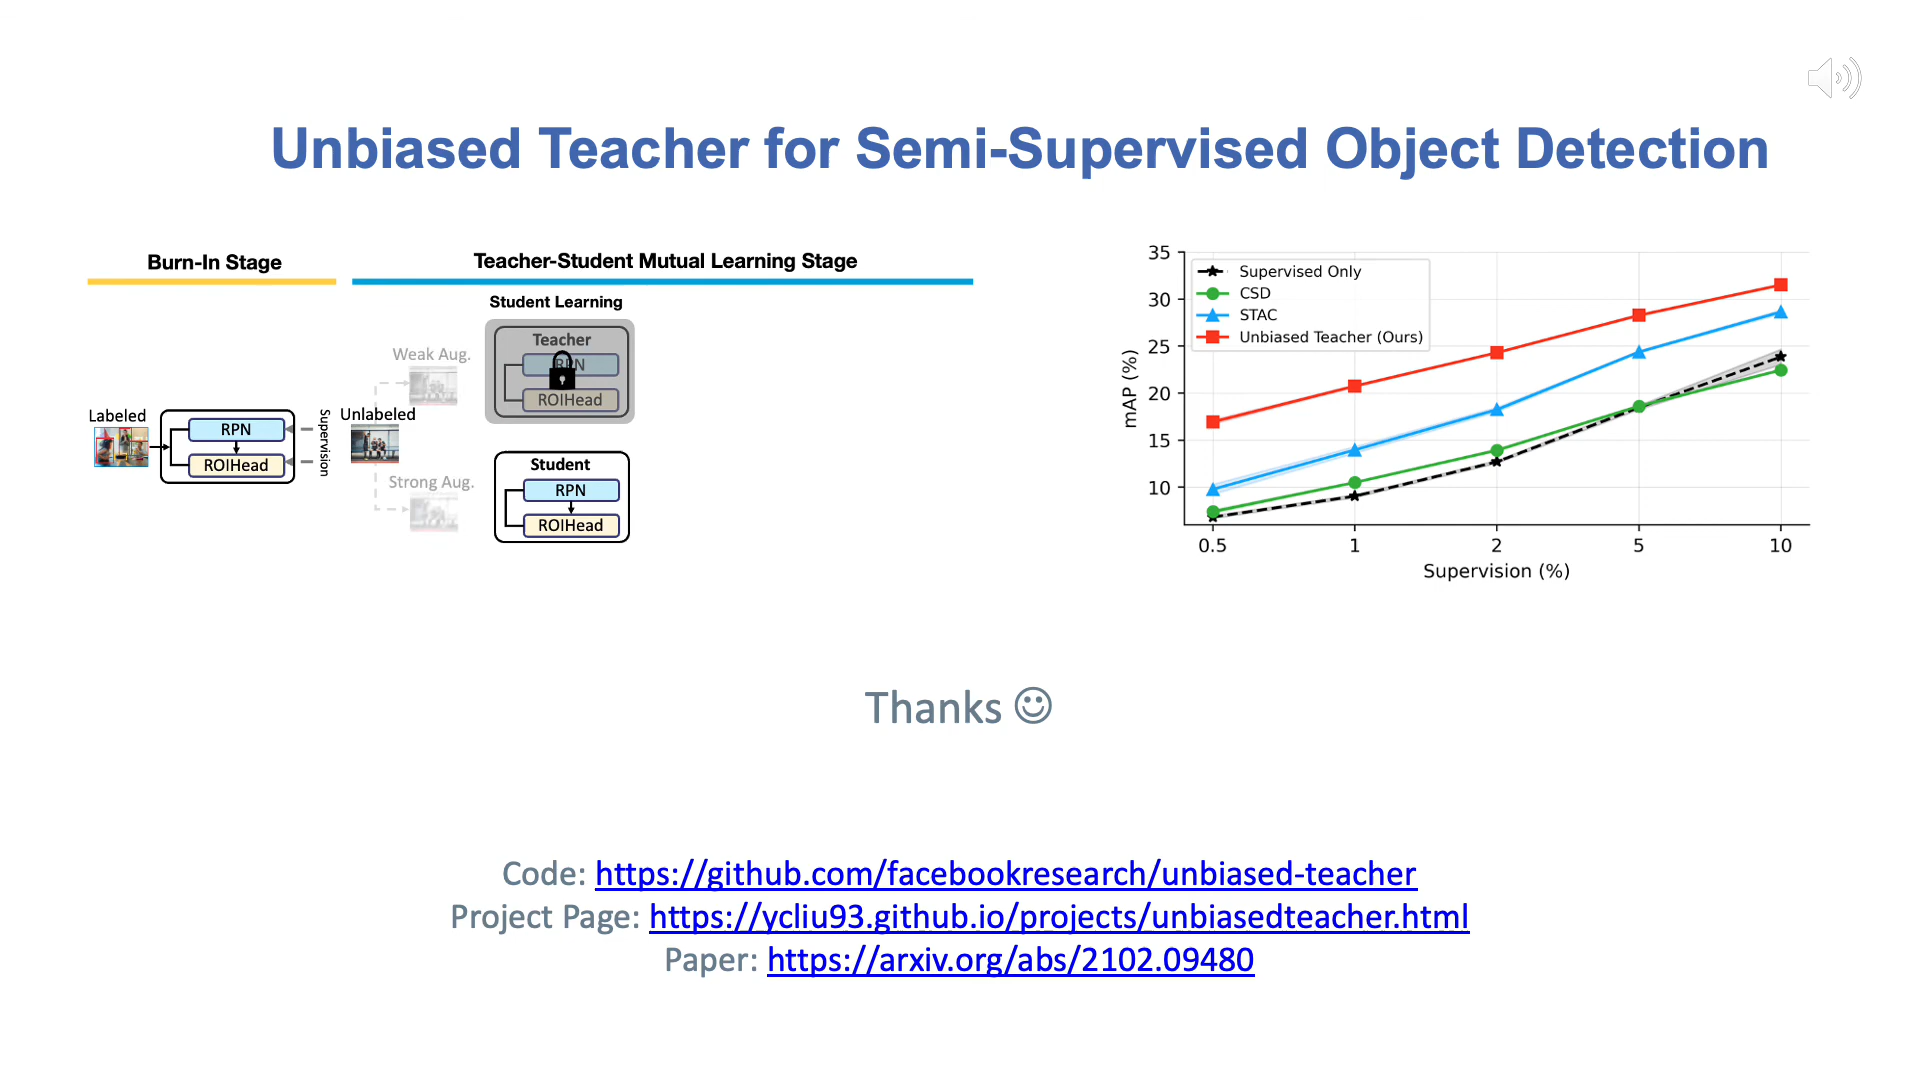 Unbiased Teacher for Semi-Supervised Object Detection
Burn-In Stage
Teacher-Student Mutual Learning Stage
Student Learning
Labeled
RPN
ROIHead
Supervision
Unlabeled
Weak Aug.
Strong Aug.
Teacher
RPN
ROIHead
Student
RPN
ROIHead
mAP (%)
35
30
25
20
15
10
Supervised Only
CSD
STAC
Unbiased Teacher (Ours)
0.5 1 2 5 10
Supervision (%)
Thanks ☺
Code: https://github.com/facebookresearch/unbiased-teacher
Project Page: https://ycliu93.github.io/projects/unbiasedteacher.html
Paper: https://arxiv.org/abs/2102.09480